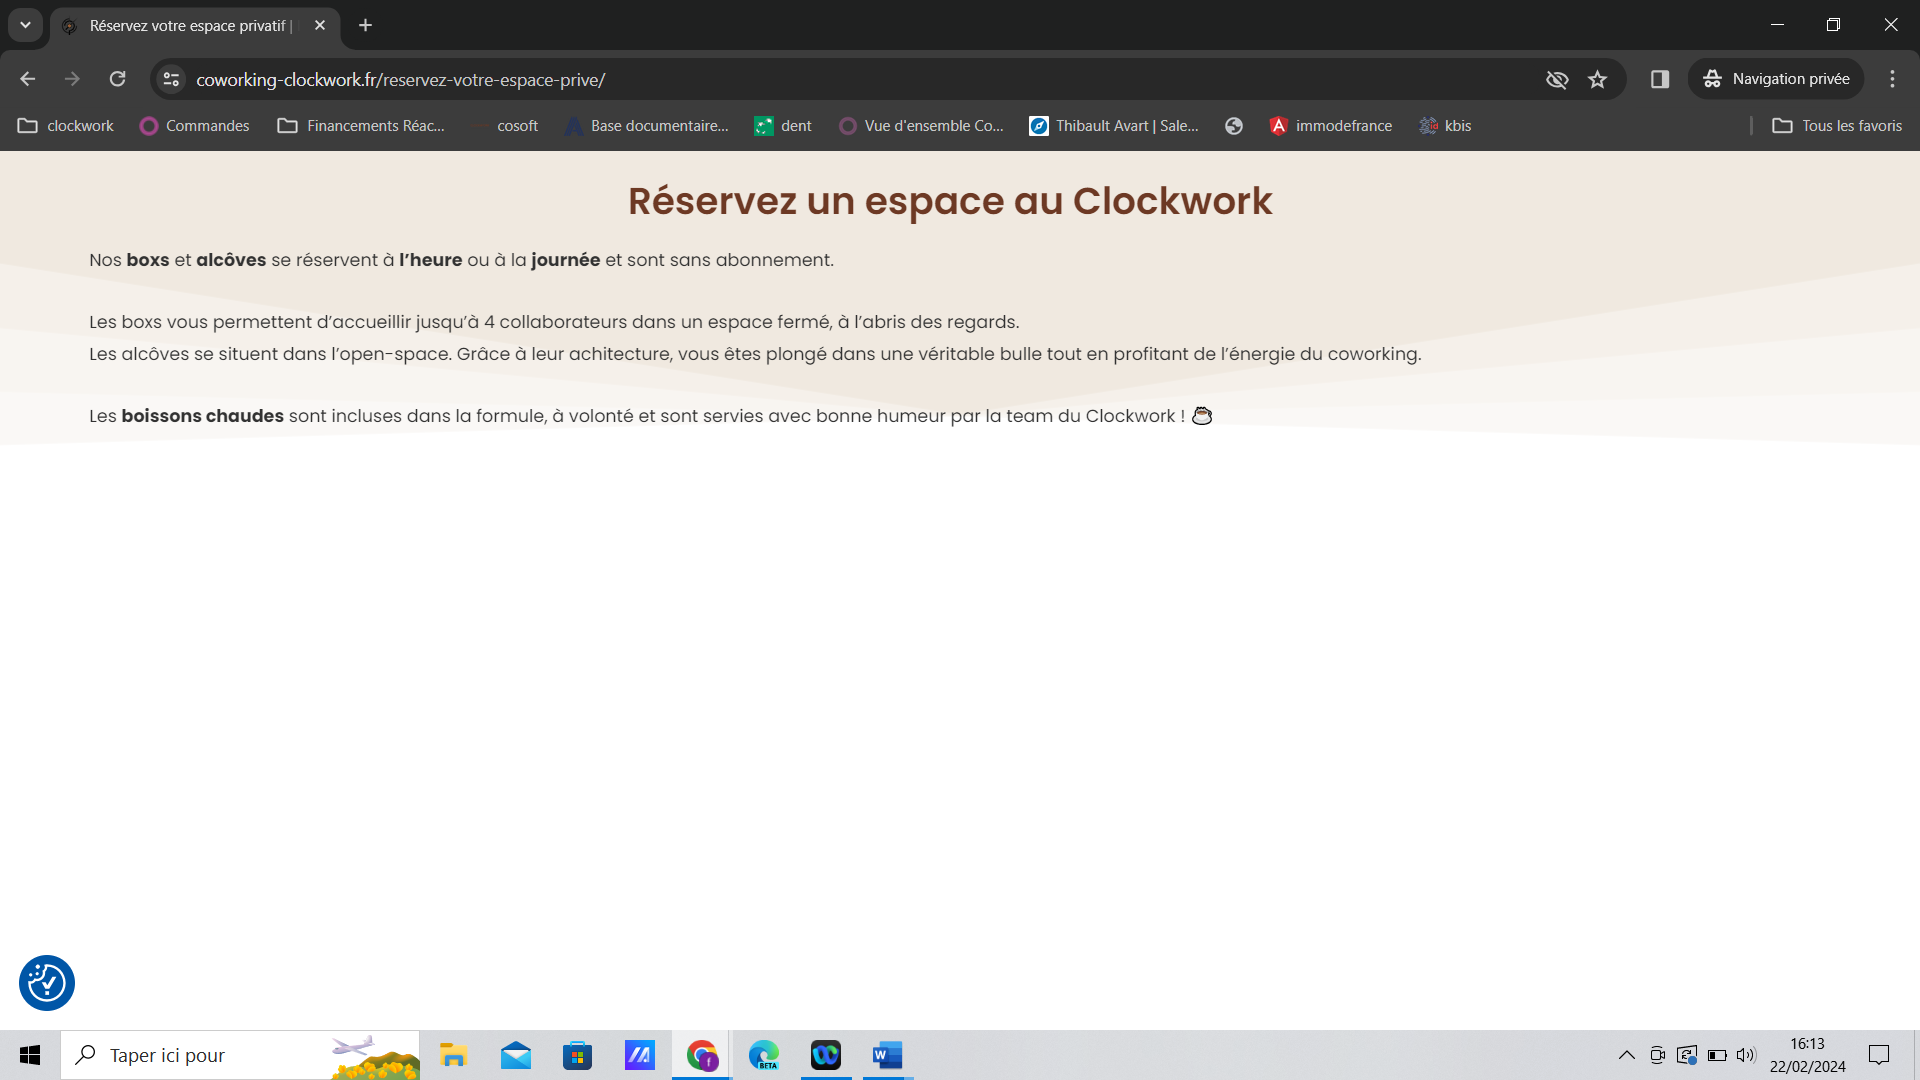 Réservez votre espace privatif |
coworking-clockwork.fr/reservez-votre-espace-prive/
Navigation privée
clockwork
Commandes
Financements Réac...
cosoft
Base documentaire...
dent
Vue d'ensemble Co...
Thibault Avart | Sale...
immodefrance
kbis
Tous les favoris
Réservez un espace au Clockwork
Nos boxs et alcôves se réservent à l’heure ou à la journée et sont sans abonnement.
Les boxs vous permettent d’accueillir jusqu’à 4 collaborateurs dans un espace fermé, à l’abris des regards.
Les alcôves se situent dans l’open-space. Grâce à leur achitecture, vous êtes plongé dans une véritable bulle tout en profitant de l’énergie du coworking.
Les boissons chaudes sont incluses dans la formule, à volonté et sont servies avec bonne humeur par la team du Clockwork ! ☕
Taper ici pour
f
BETA
W
16:13
22/02/2024